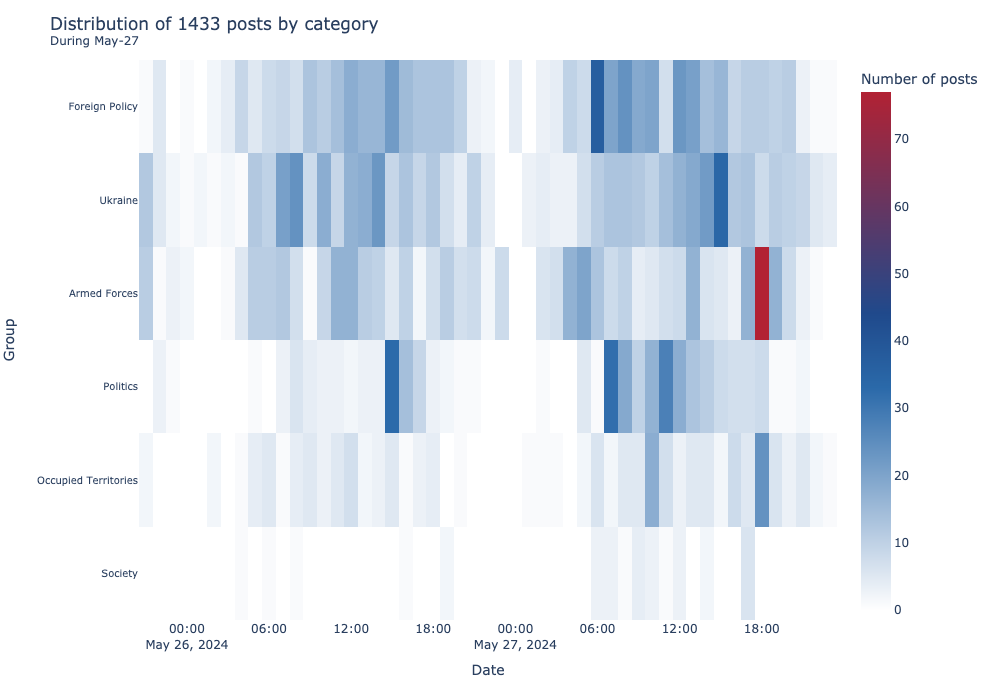 Distribution of 1433 posts by category
During May-27
Number of posts
Foreign Policy
Ukraine
Armed Forces
Politics
Occupied Territories
Society
Group
70
60
50
40
30
20
10
0
00:00 06:00 12:00 18:00 00:00 06:00 12:00 18:00
May 26, 2024 May 27, 2024
Date